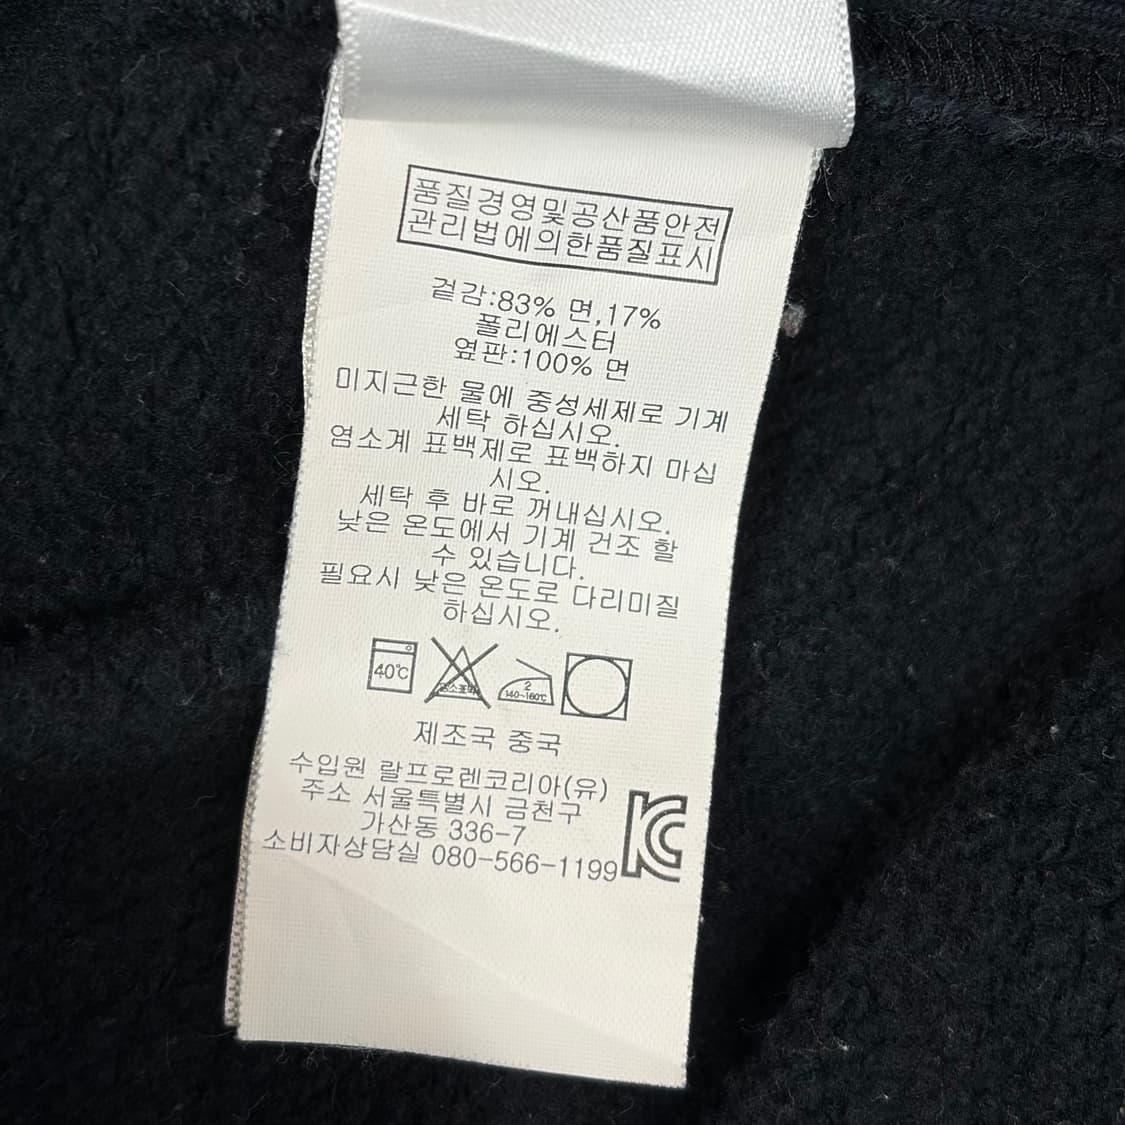 품질경영및공산품안전
관리법에의한품질표시
겉감:83% 면,17%
폴리에스터
옆판:100% 면
미지근한 물에 중성세제로 기계
세탁 하십시오.
염소계 표백제로 표백하지 마십
시오.
세탁 후 바로 꺼내십시오.
낮은 온도에서 기계 건조 할
수 있습니다.
필요시 낮은 온도로 다리미질
하십시오.
40℃
염소표백
2
140~160℃
제조국 중국
수입원 랄프로렌코리아(유)
주소 서울특별시 금천구
가산동 336-7
소비자상담실 080-566-1199